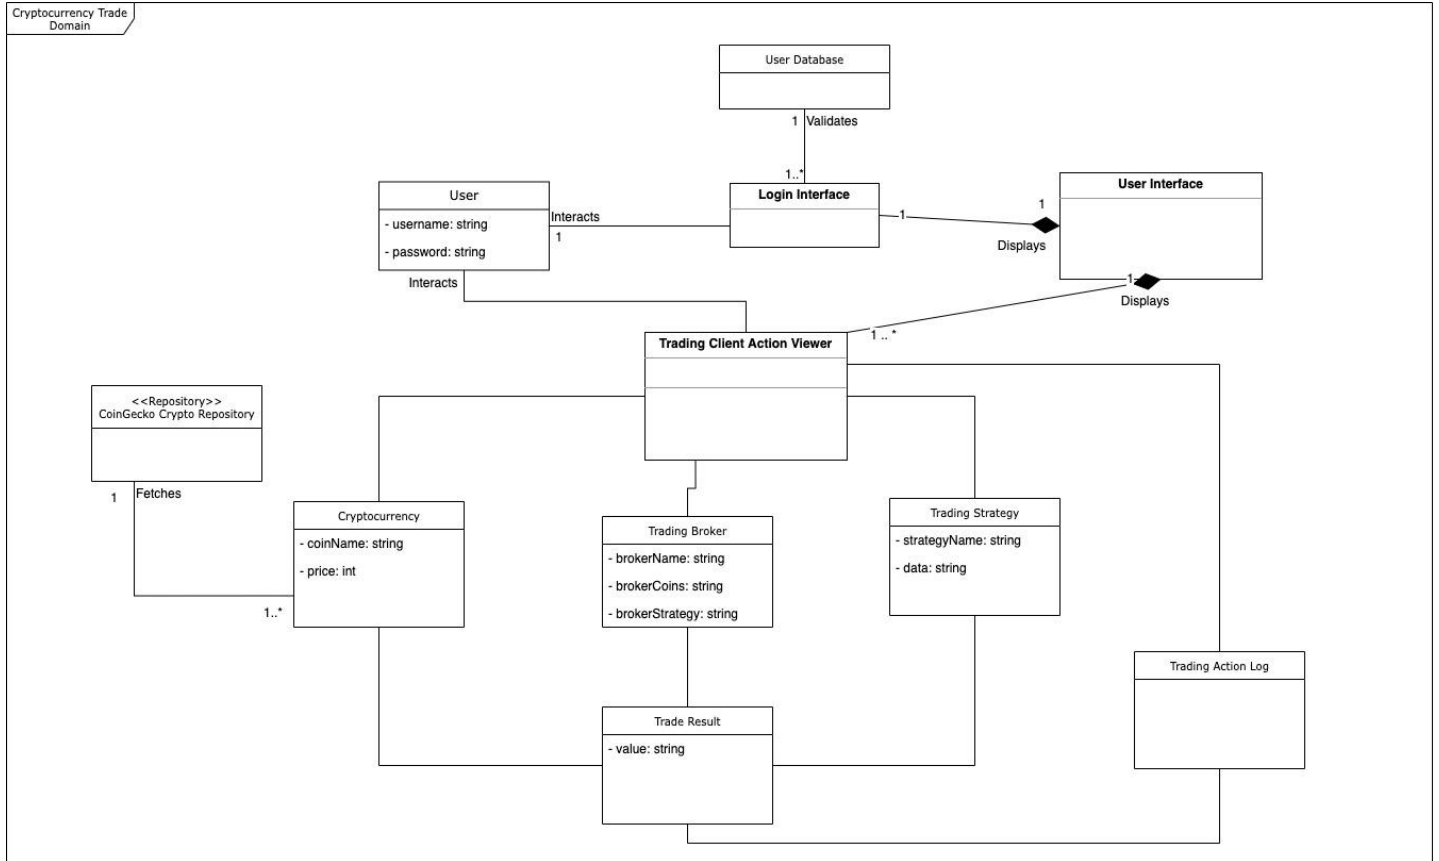 Cryptocurrency Trade
Domain
User Database
1 Validates
1..*
User
- username: string
- password: string
Interacts
1
Login Interface
1
User Interface
1
Displays
1
Displays
Interacts
1 .. *
Trading Client Action Viewer
<<Repository>>
CoinGecko Crypto Repository
1
Fetches
1..*
Cryptocurrency
- coinName: string
- price: int
Trading Broker
- brokerName: string
- brokerCoins: string
- brokerStrategy: string
Trading Strategy
- strategyName: string
- data: string
Trading Action Log
Trade Result
- value: string